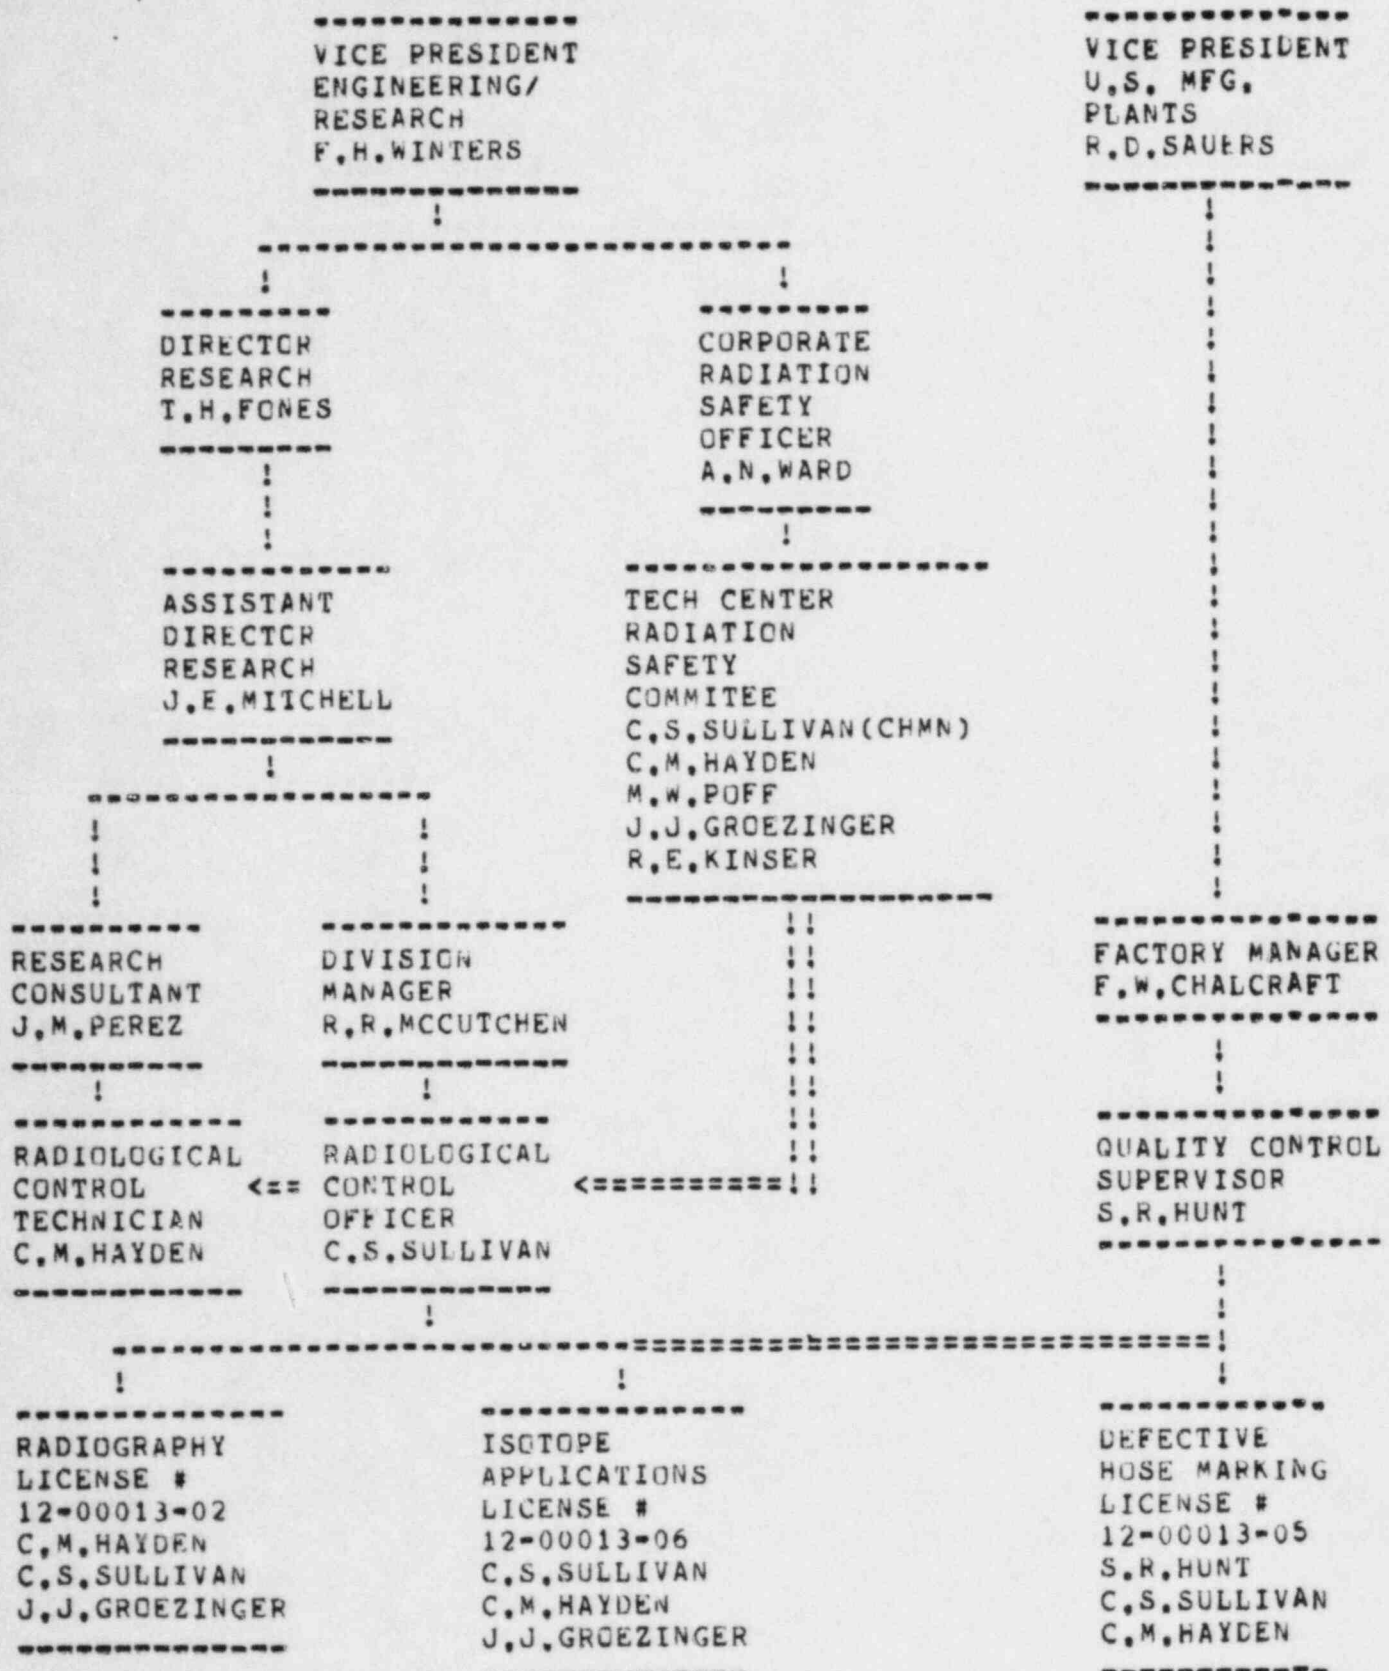 VICE PRESIDENT
ENGINEERING/
RESEARCH
F.H.WINTERS
VICE PRESIDENT
U.S. MFG.
PLANTS
R.D.SAUERS
DIRECTOR
RESEARCH
T.H.FONES
CORPORATE
RADIATION
SAFETY
OFFICER
A.N.WARD
ASSISTANT
DIRECTOR
RESEARCH
J.E.MITCHELL
TECH CENTER
RADIATION
SAFETY
COMMITEE
C.S.SULLIVAN(CHMN)
C.M.HAYDEN
M.W.POFF
J.J.GROEZINGER
R.E.KINSER
RESEARCH
CONSULTANT
J.M.PEREZ
DIVISION
MANAGER
R.R.MCCUTCHEN
FACTORY MANAGER
F.W.CHALCRAFT
RADIOLOGICAL
CONTROL
TECHNICIAN
C.M.HAYDEN
<==
RADIOLOGICAL
CONTROL
OFFICER
C.S.SULLIVAN
<==========!!
QUALITY CONTROL
SUPERVISOR
S.R.HUNT
RADIOGRAPHY
LICENSE #
12-00013-02
C.M.HAYDEN
C.S.SULLIVAN
J.J.GROEZINGER
ISOTOPE
APPLICATIONS
LICENSE #
12-00013-06
C.S.SULLIVAN
C.M.HAYDEN
J.J.GROEZINGER
DEFECTIVE
HOSE MARKING
LICENSE #
12-00013-05
S.R.HUNT
C.S.SULLIVAN
C.M.HAYDEN